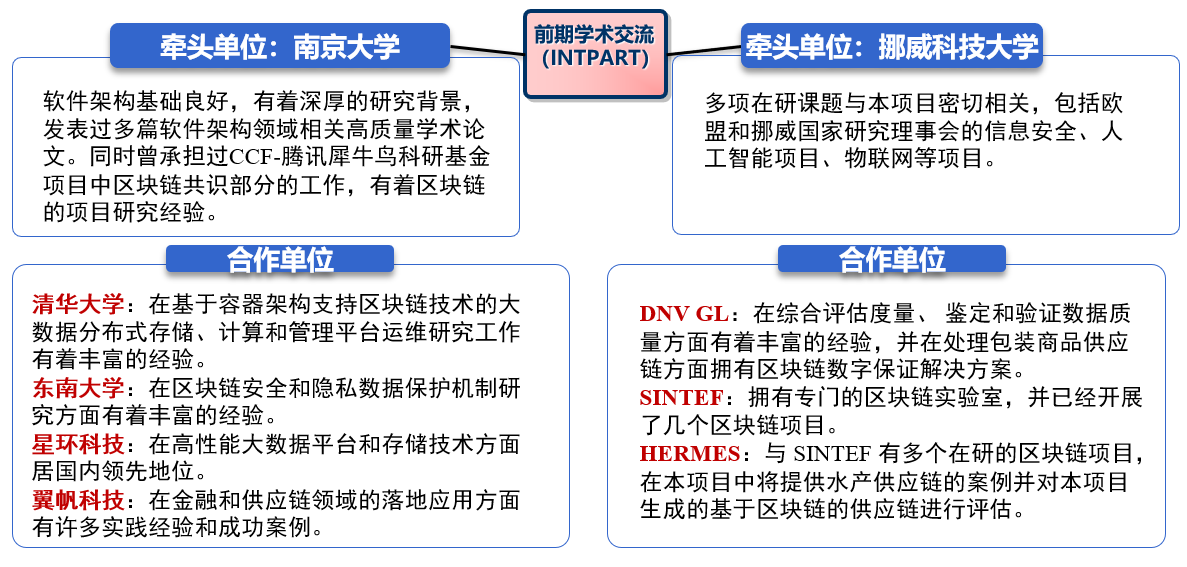 前期学术交流
(INTPART)
牵头单位：南京大学
软件架构基础良好，有着深厚的研究背景，
发表过多篇软件架构领域相关高质量学术论
文。同时曾承担过CCF-腾讯犀牛鸟科研基金
项目中区块链共识部分的工作，有着区块链
的项目研究经验。
牵头单位：挪威科技大学
多项在研课题与本项目密切相关，包括欧
盟和挪威国家研究理事会的信息安全、人
工智能项目、物联网等项目。
合作单位
清华大学：在基于容器架构支持区块链技术的大
数据分布式存储、计算和管理平台运维研究工作
有着丰富的经验。
东南大学：在区块链安全和隐私数据保护机制研
究方面有着丰富的经验。
星环科技：在高性能大数据平台和存储技术方面
居国内领先地位。
翼帆科技：在金融和供应链领域的落地应用方面
有许多实践经验和成功案例。
合作单位
DNV GL：在综合评估度量、 鉴定和验证数据质
量方面有着丰富的经验，并在处理包装商品供应
链方面拥有区块链数字保证解决方案。
SINTEF：拥有专门的区块链实验室，并已经开展
了几个区块链项目。
HERMES：与 SINTEF 有多个在研的区块链项目，
在本项目中将提供水产供应链的案例并对本项目
生成的基于区块链的供应链进行评估。